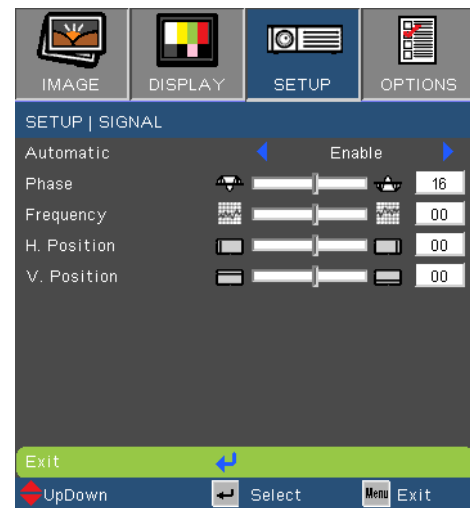 IMAGE DISPLAY SETUP OPTIONS
SETUP | SIGNAL
Automatic Enable
Phase 16
Frequency 00
H. Position 00
V. Position 00
Exit
UpDown Select Menu Exit